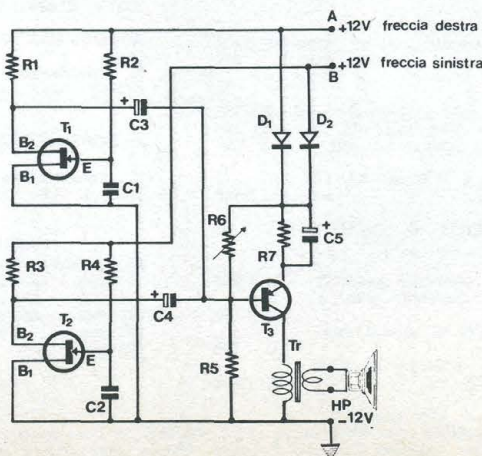 A
+12V freccia destra
B
+12V freccia sinistra
R1
R2
+
C3
D1
D2
B2
T1
B1
E
C1
R6
+
C5
R7
R3
R4
+
C4
T3
B2
T2
B1
E
C2
R5
Tr
HP
-12V